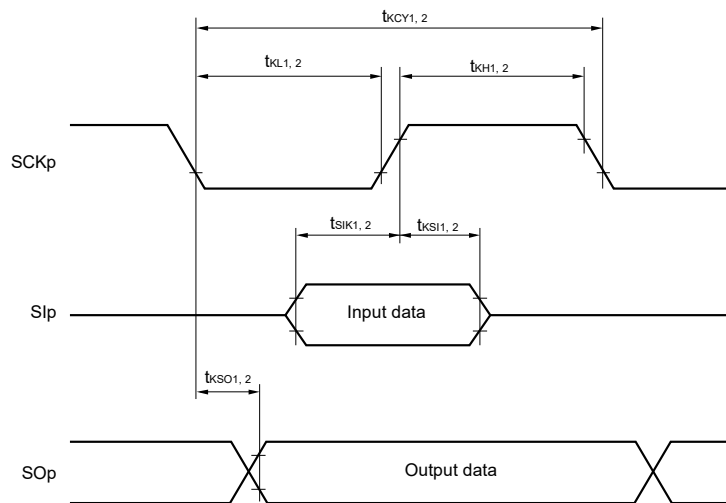 tKCY1, 2
tKL1, 2
tKH1, 2
SCKp
tSIK1, 2
tKSI1, 2
SIp
Input data
tKSO1, 2
SOp
Output data